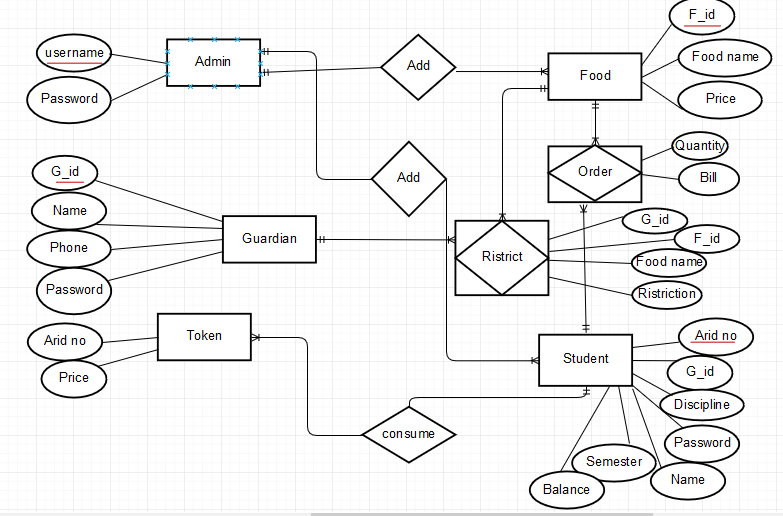 F_id
username
Admin
Add
Food
Food name
Password
Price
Quantity
Order
Bill
G_id
Add
Name
G_id
Guardian
F_id
Phone
Ristrict
Food name
Password
Ristriction
Arid no
Token
Arid no
Student
G_id
Price
Discipline
consume
Password
Semester
Name
Balance